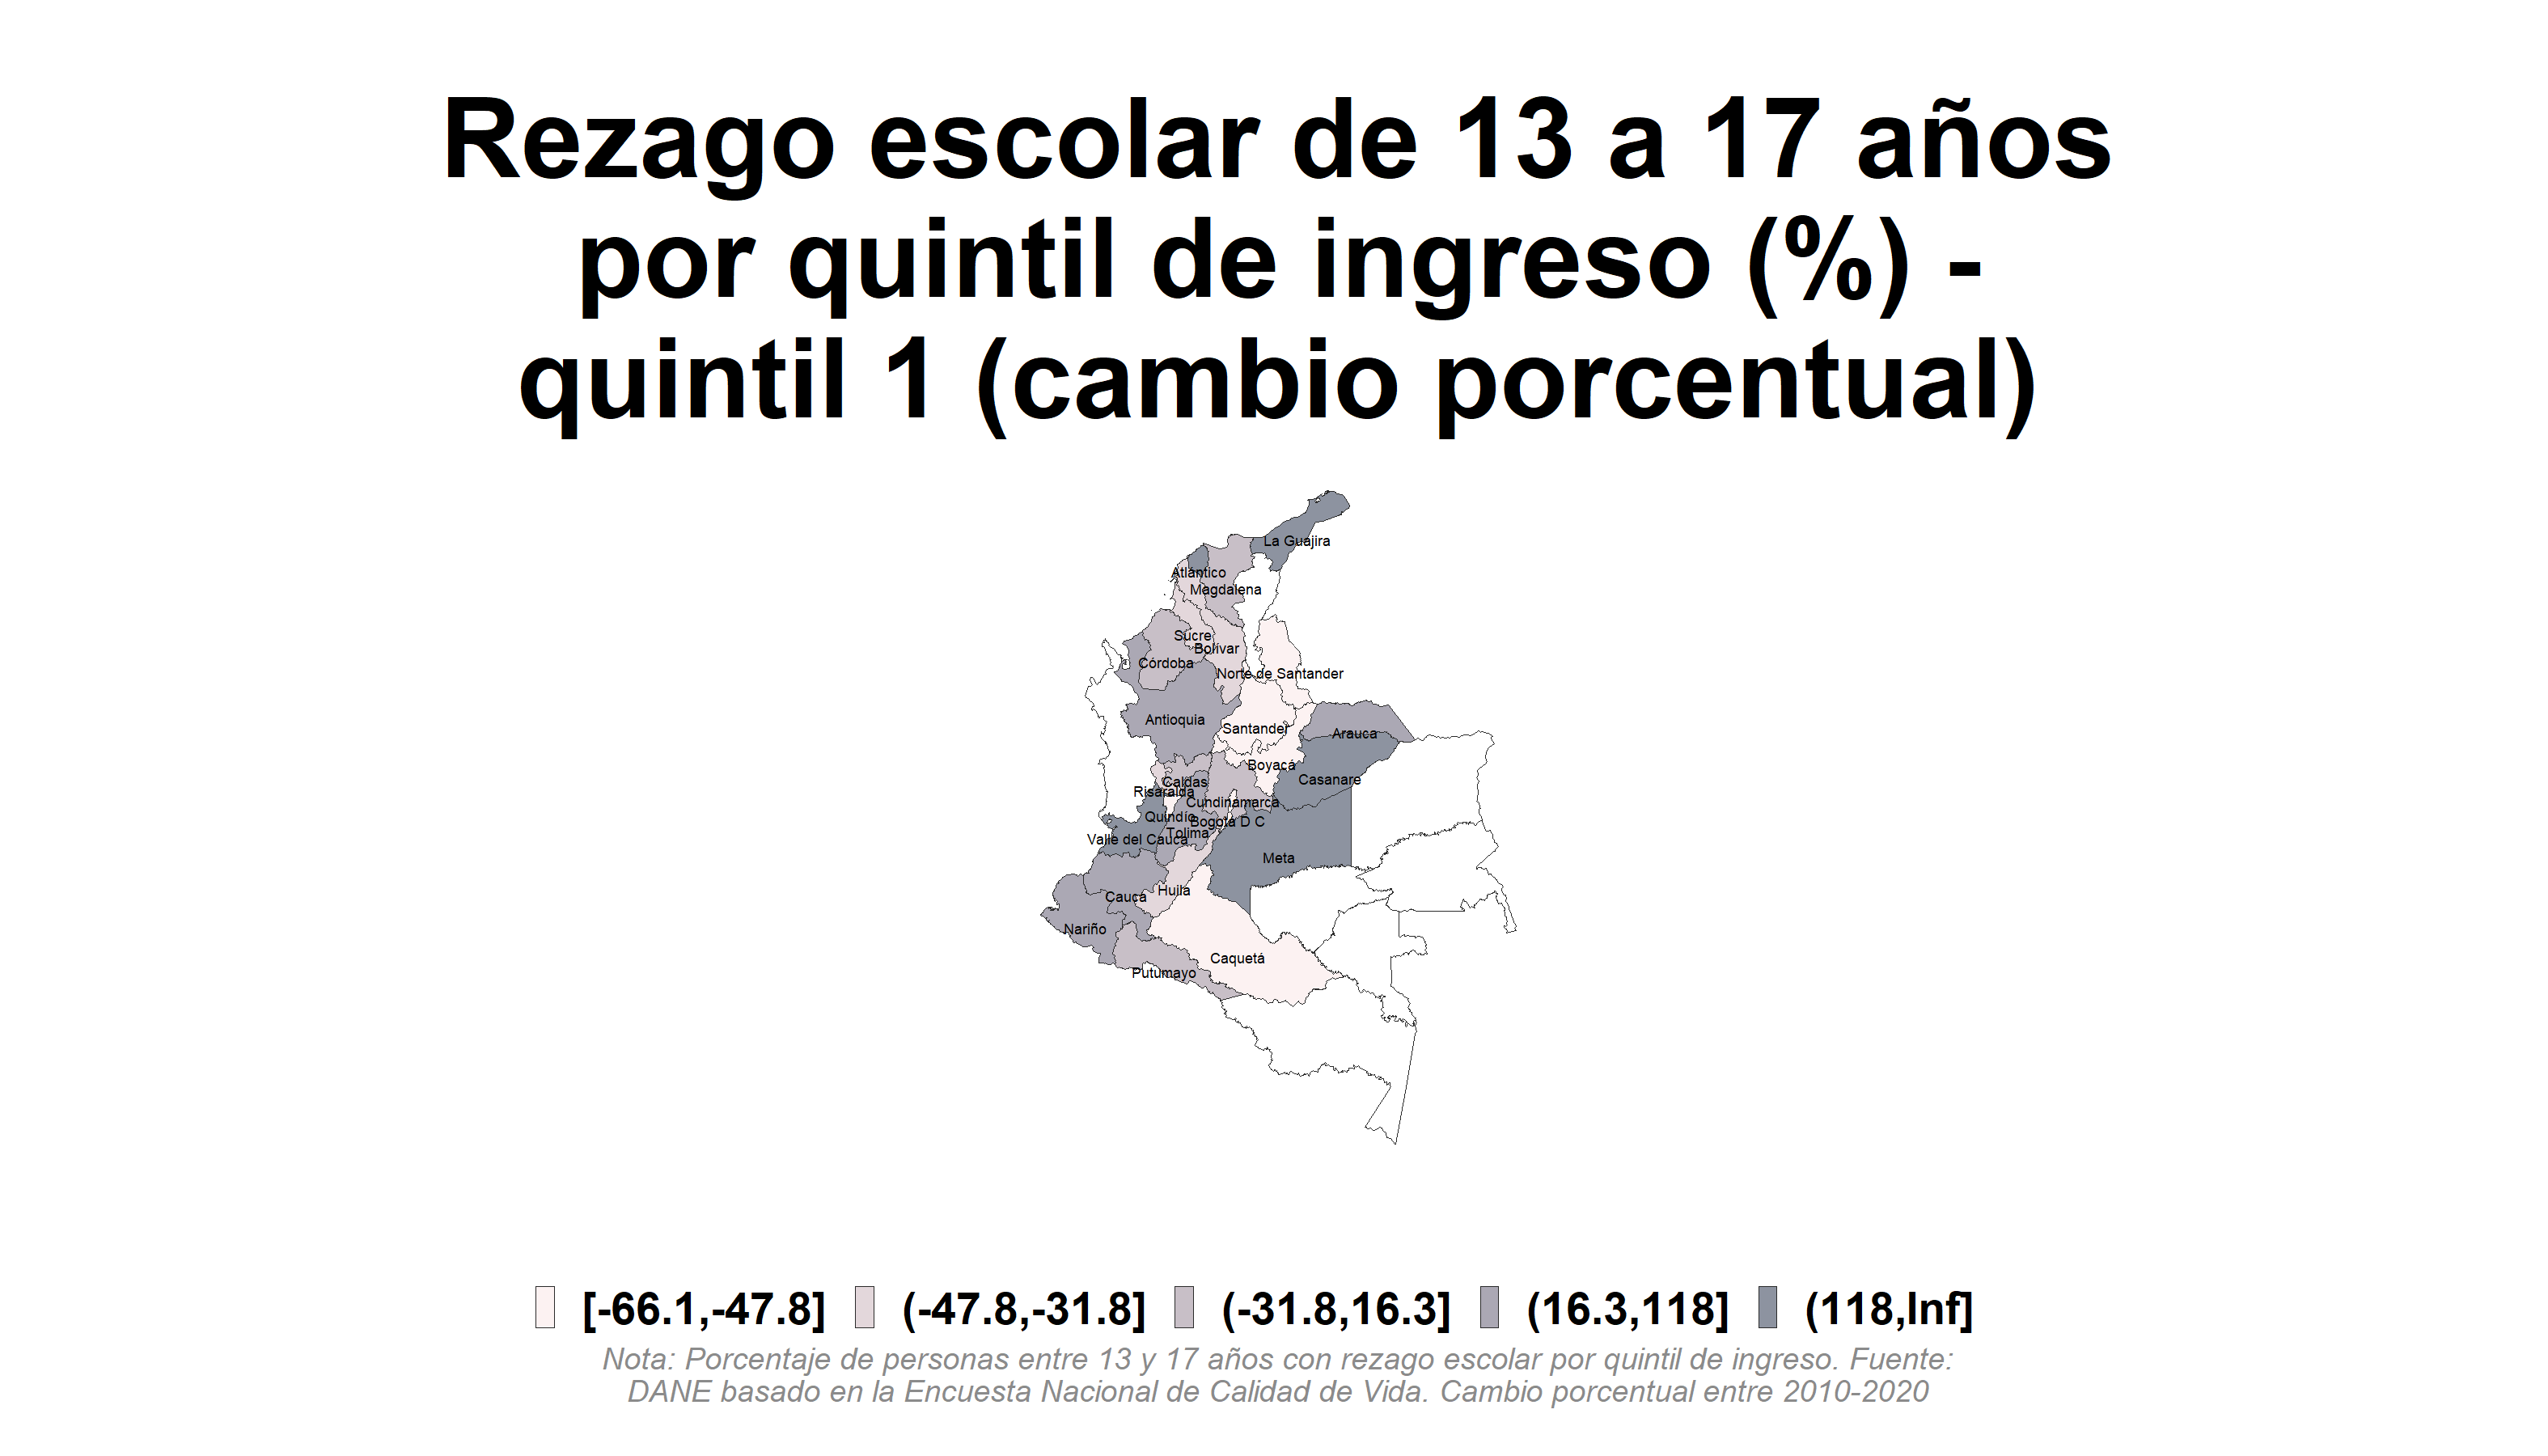 Rezago escolar de 13 a 17 años
por quintil de ingreso (%) -
quintil 1 (cambio porcentual)
La Guajira
Atlántico
Magdalena
Sucre
Bolívar
Córdoba
Norte de Santander
Antioquia
Santander
Arauca
Boyacá
Casanare
Caldas
Risaralda
Cundinamarca
Quindío
Bogotá D C
Tolima
Valle del Cauca
Meta
Huila
Cauca
Nariño
Caquetá
Putumayo
[-66.1,-47.8] (-47.8,-31.8] (-31.8,16.3] (16.3,118] (118,Inf]
Nota: Porcentaje de personas entre 13 y 17 años con rezago escolar por quintil de ingreso. Fuente:
DANE basado en la Encuesta Nacional de Calidad de Vida. Cambio porcentual entre 2010-2020